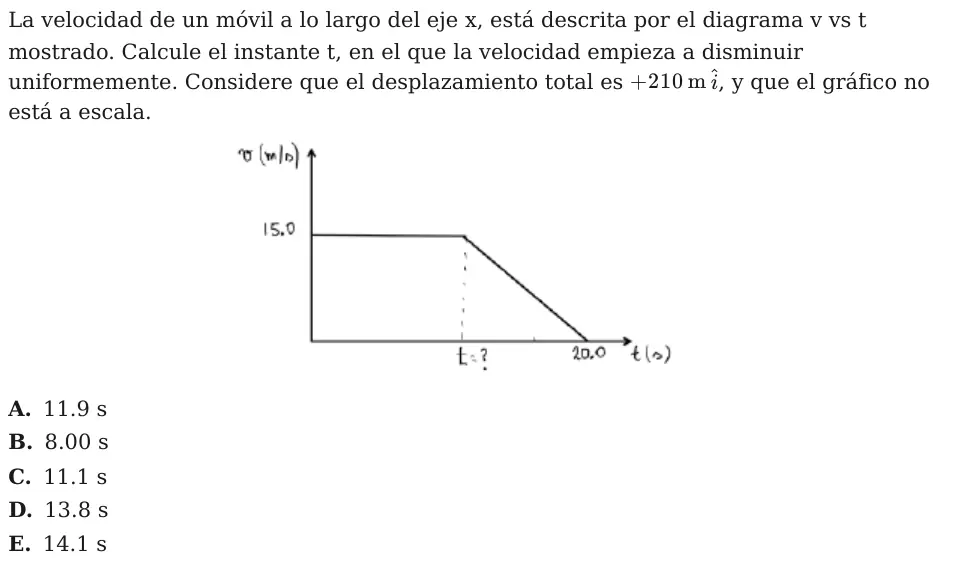 La velocidad de un móvil a lo largo del eje x, está descrita por el diagrama v vs t
mostrado. Calcule el instante t, en el que la velocidad empieza a disminuir
uniformemente. Considere que el desplazamiento total es +210 m î, y que el gráfico no
está a escala.
v (m/s)
15.0
t=?
20.0
t(s)
A. 11.9 s
B. 8.00 s
C. 11.1 s
D. 13.8 s
E. 14.1 s